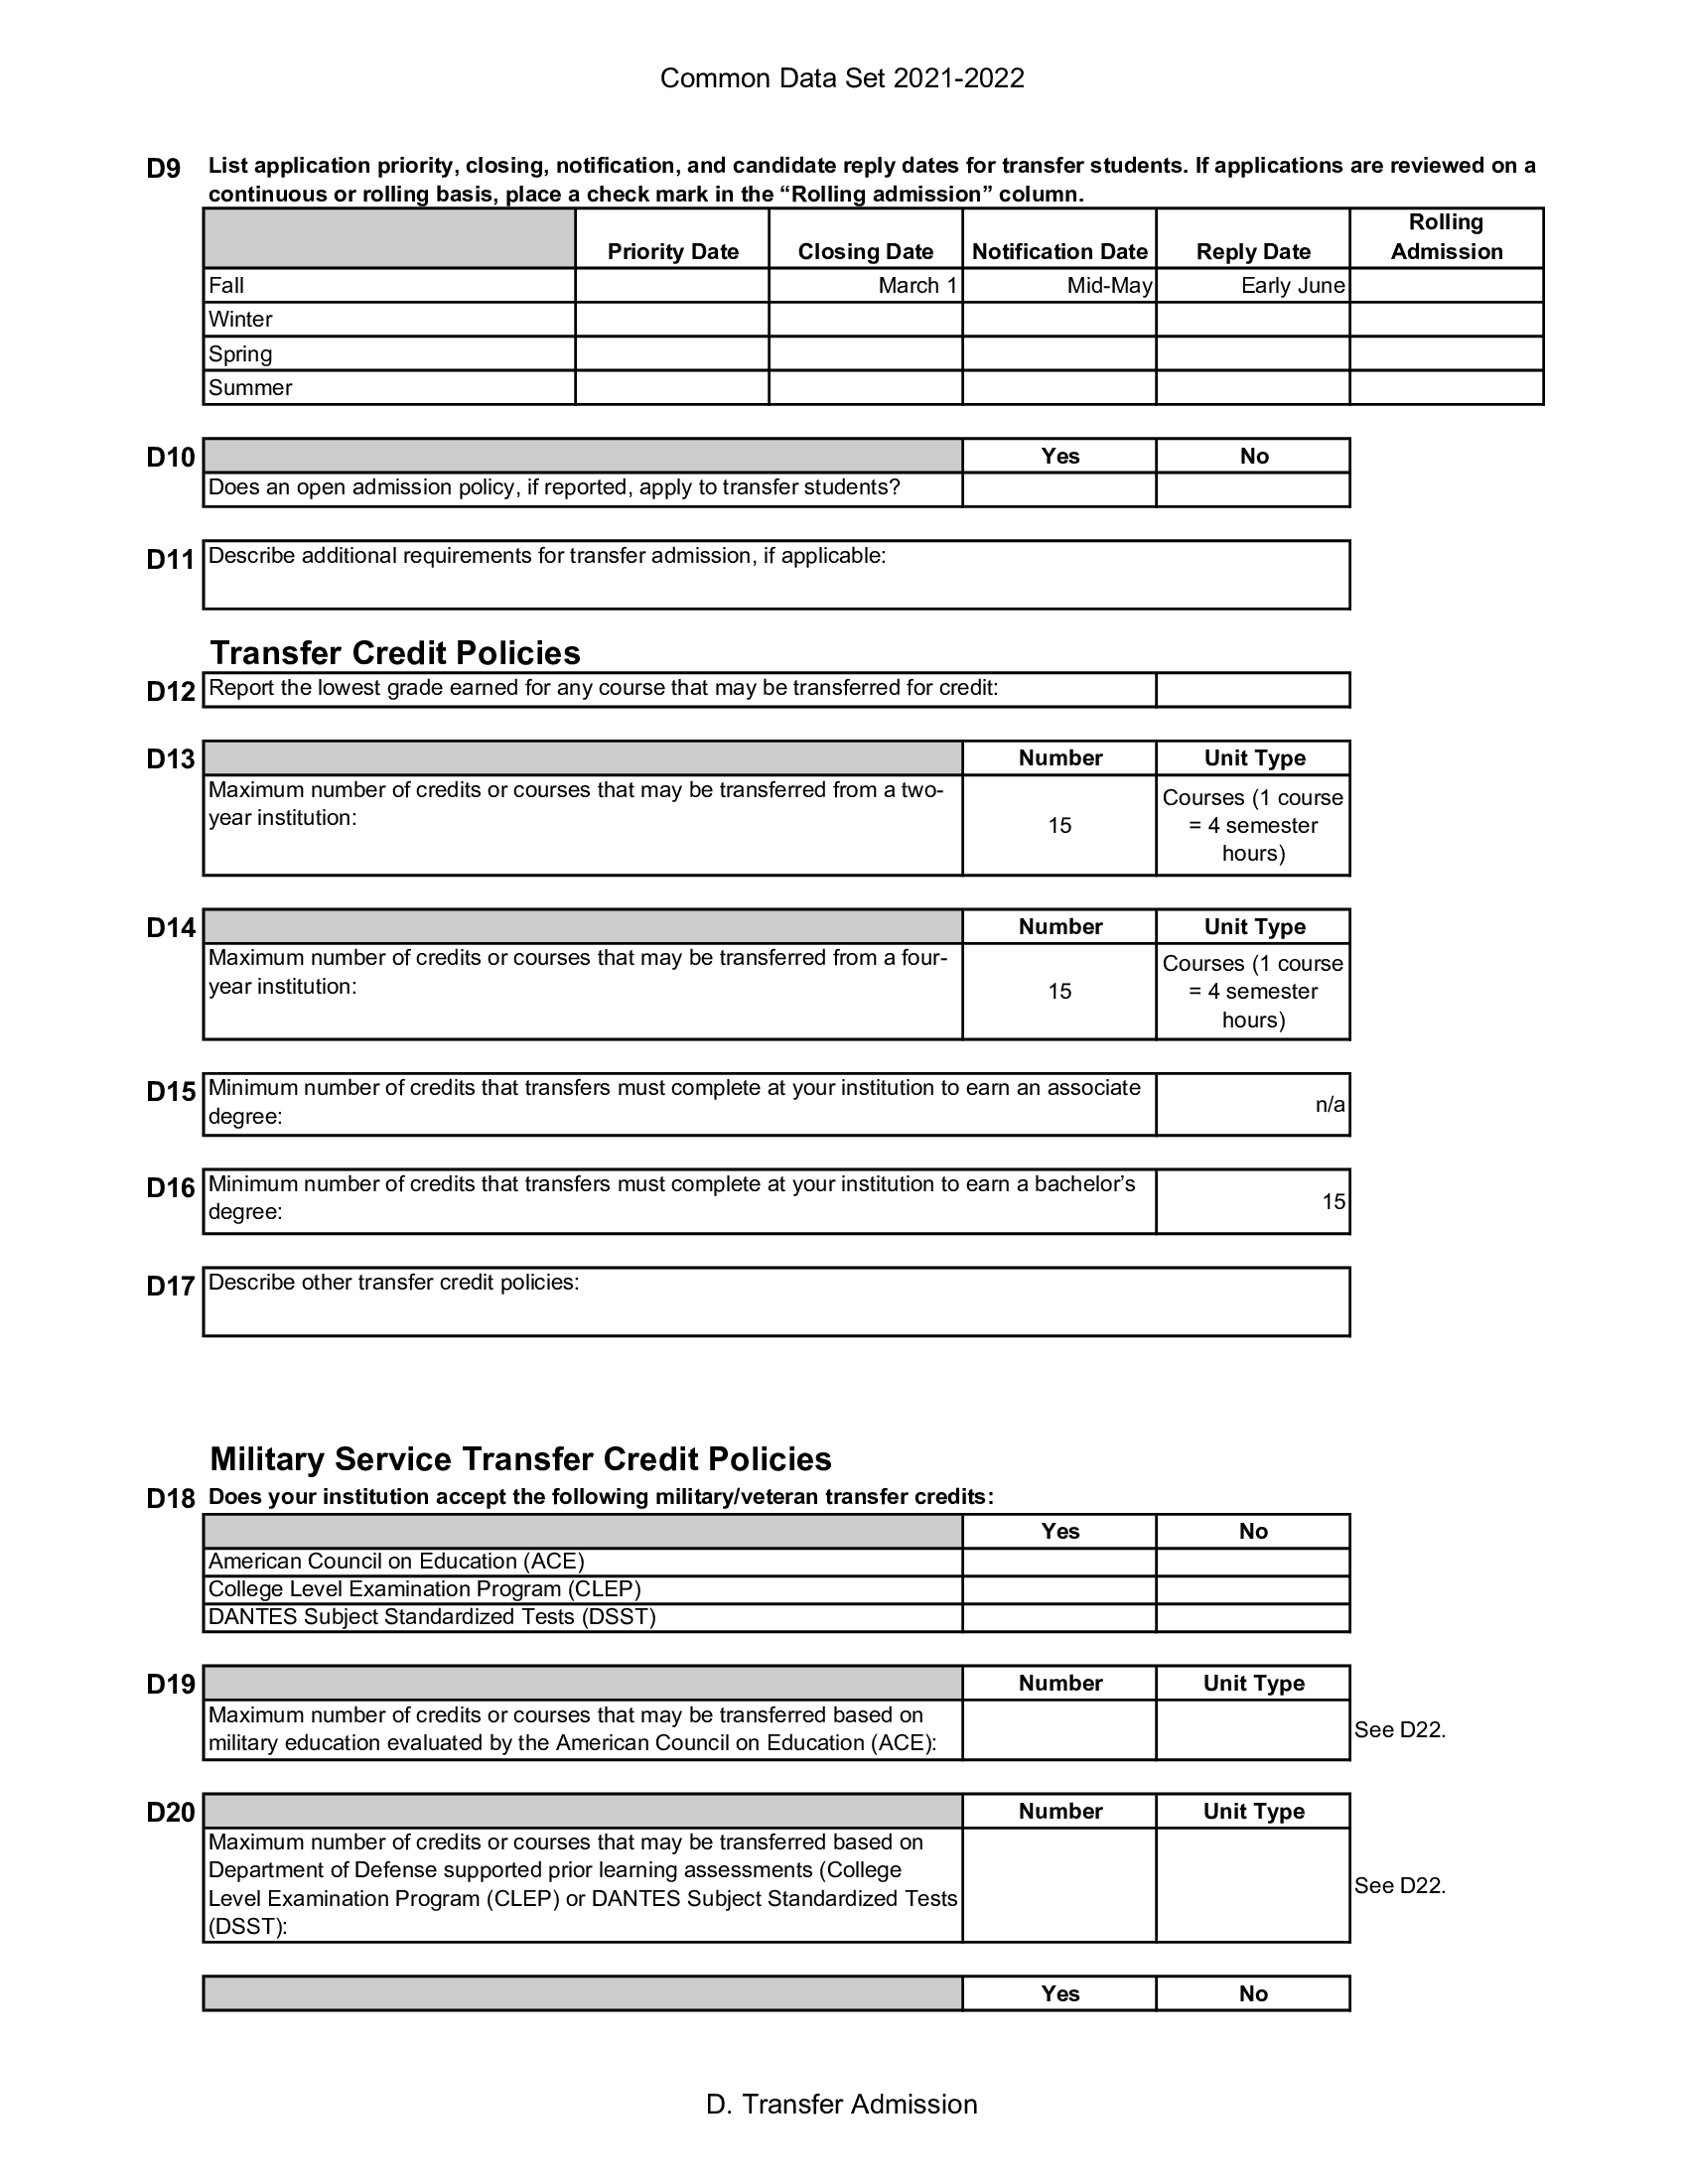 Common Data Set 2021-2022
D9 List application priority, closing, notification, and candidate reply dates for transfer students. If applications are reviewed on a
continuous or rolling basis, place a check mark in the “Rolling admission” column.
Priority Date Closing Date Notification Date Reply Date Rolling
Admission
Fall March 1 Mid-May Early June
Winter
Spring
Summer
D10 Yes No
Does an open admission policy, if reported, apply to transfer students?
D11 Describe additional requirements for transfer admission, if applicable:
Transfer Credit Policies
D12 Report the lowest grade earned for any course that may be transferred for credit:
D13 Number Unit Type
Maximum number of credits or courses that may be transferred from a two-
year institution:
15
Courses (1 course
= 4 semester
hours)
D14 Number Unit Type
Maximum number of credits or courses that may be transferred from a four-
year institution:
15
Courses (1 course
= 4 semester
hours)
D15 Minimum number of credits that transfers must complete at your institution to earn an associate
degree:
n/a
D16 Minimum number of credits that transfers must complete at your institution to earn a bachelor’s
degree:
15
D17 Describe other transfer credit policies:
Military Service Transfer Credit Policies
D18 Does your institution accept the following military/veteran transfer credits:
Yes No
American Council on Education (ACE)
College Level Examination Program (CLEP)
DANTES Subject Standardized Tests (DSST)
D19 Number Unit Type
Maximum number of credits or courses that may be transferred based on
military education evaluated by the American Council on Education (ACE):
See D22.
D20 Number Unit Type
Maximum number of credits or courses that may be transferred based on
Department of Defense supported prior learning assessments (College
Level Examination Program (CLEP) or DANTES Subject Standardized Tests
(DSST):
See D22.
Yes No
D. Transfer Admission